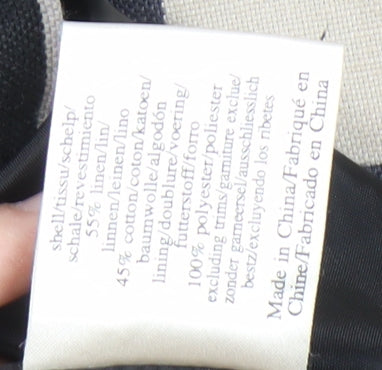 shell/tissu/schelp/
schale/revestimiento
55% linen/lin/
linnen/leinen/lino
45% cotton/coton/katoen/
baumwolle/algodón
lining/doublure/voering/
futterstoff/forro
100% polyester/poliester
excluding trims/garniture exclue/
zonder garneersel/ausschliesslich
bestz/excluyendo los ribetes
Made in China/Fabriqué en
Chine/Fabricado en China